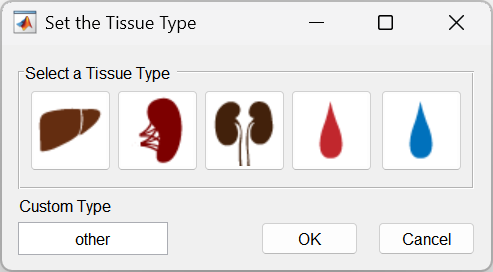 Set the Tissue Type
Select a Tissue Type
Custom Type
other
OK
Cancel